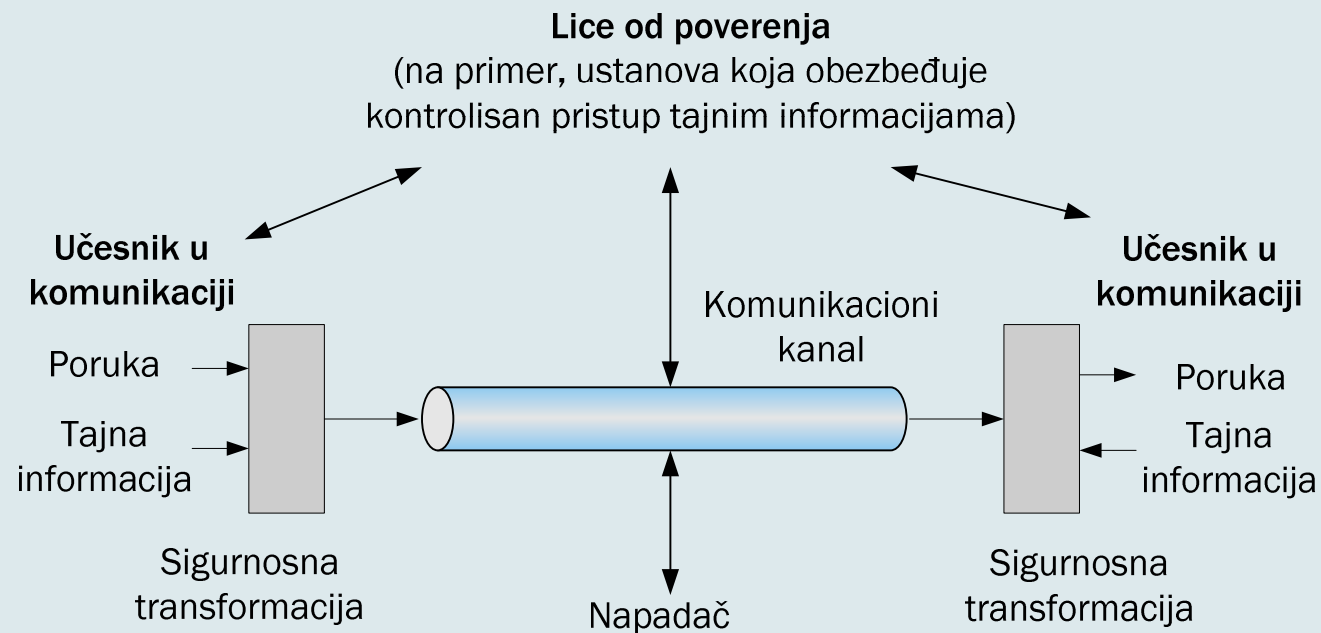 Lice od poverenja
(na primer, ustanova koja obezbeđuje
kontrolisan pristup tajnim informacijama)
Učesnik u
komunikaciji
Učesnik u
komunikaciji
Komunikacioni
kanal
Poruka
Tajna
informacija
Poruka
Tajna
informacija
Sigurnosna
transformacija
Napadač
Sigurnosna
transformacija